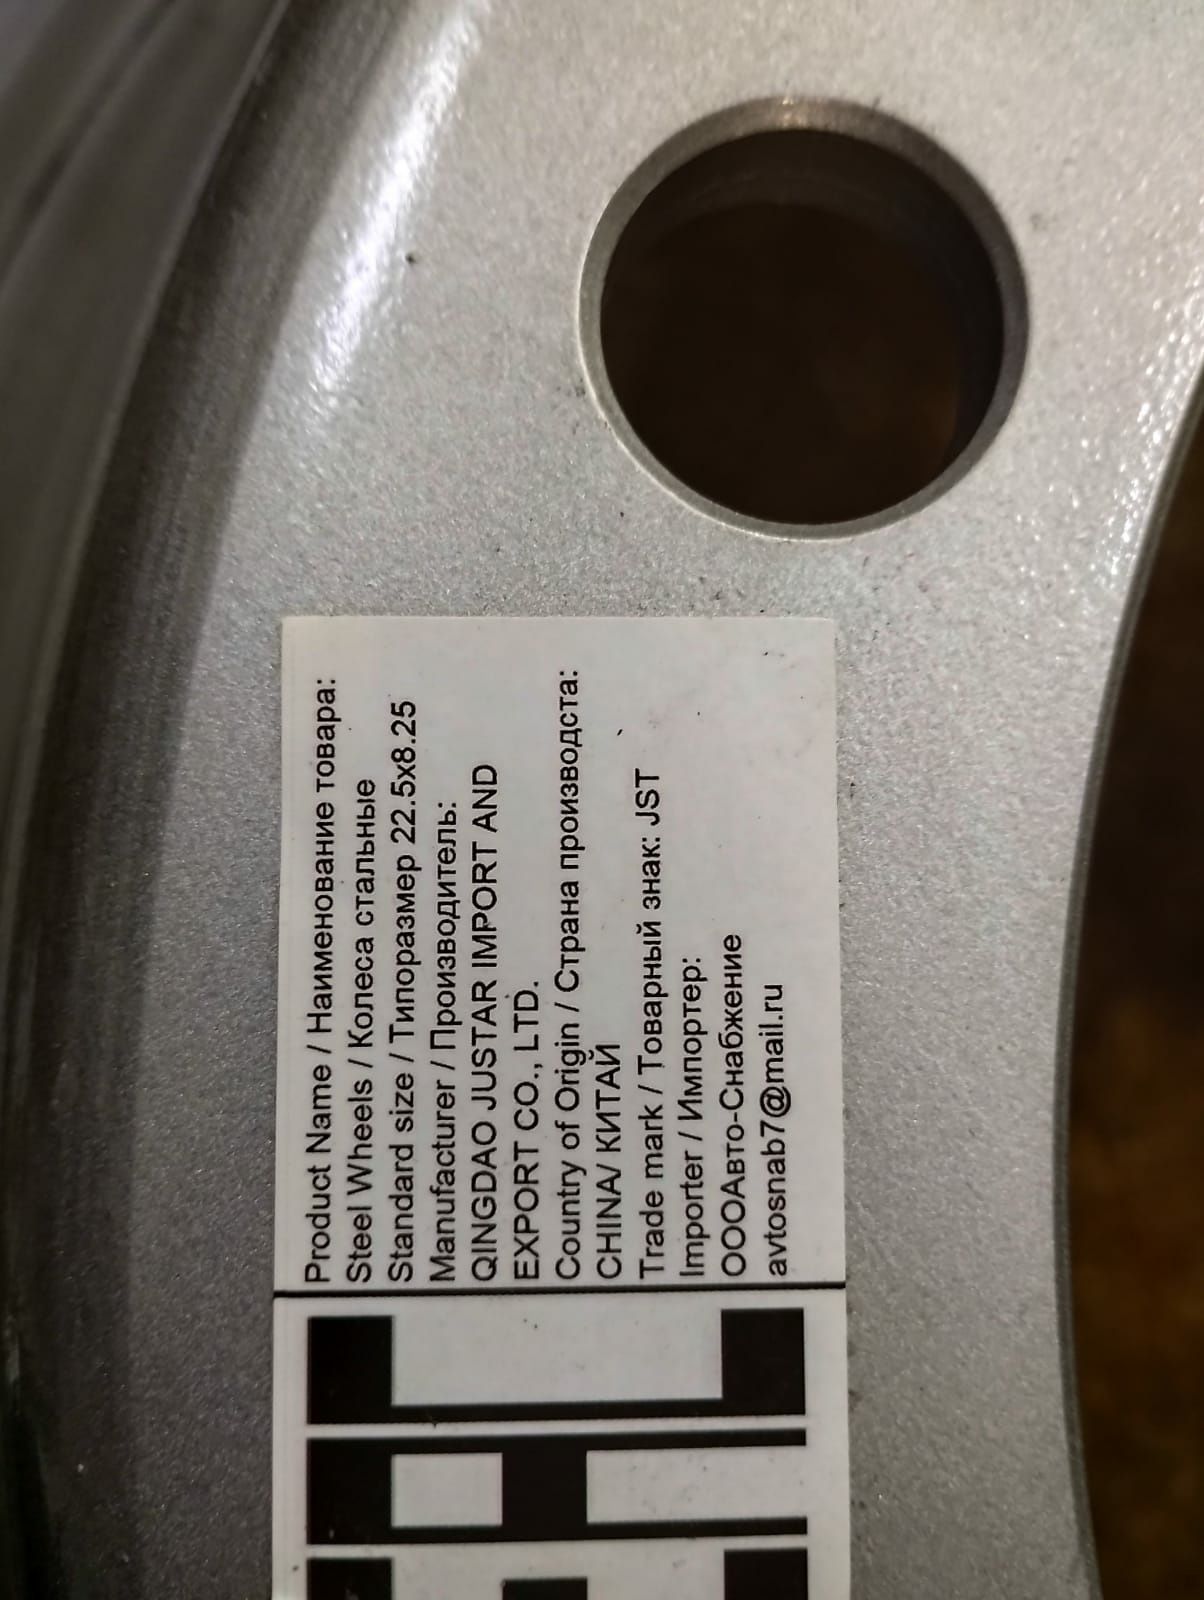 Product Name / Наименование товара:
Steel Wheels / Колеса стальные
Standard size / Типоразмер 22.5x8.25
Manufacturer / Производитель:
QINGDAO JUSTAR IMPORT AND
EXPORT CO., LTD.
Country of Origin / Страна производста:
CHINA/ КИТАЙ
Trade mark / Товарный знак: JST
Importer / Импортер:
ОООАвто-Снабжение
avtosnab7@mail.ru